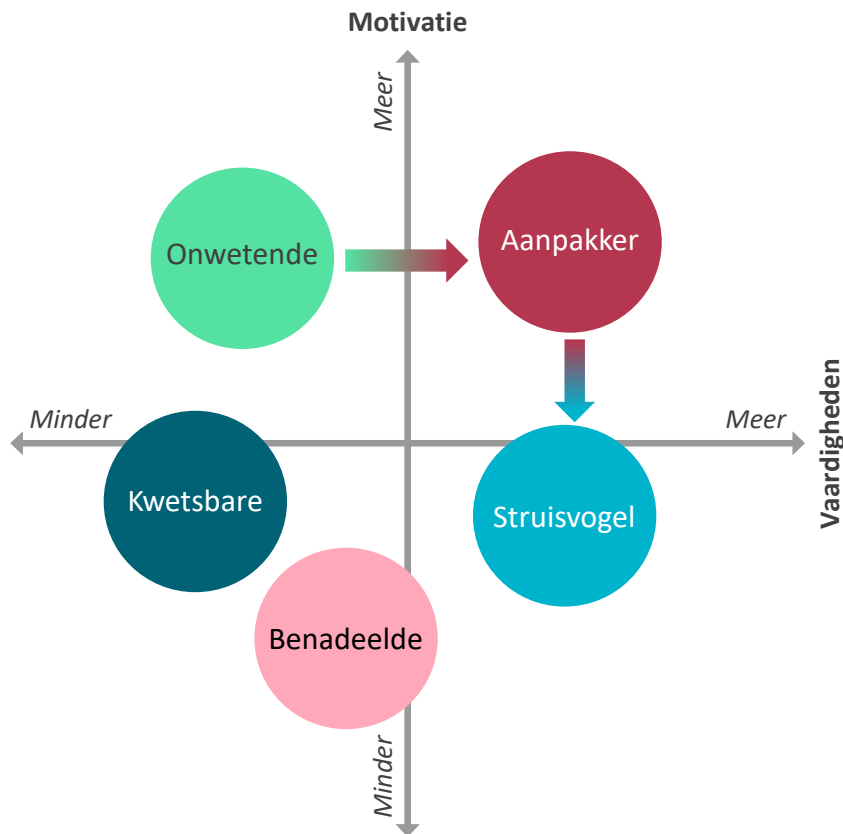 Motivatie
Meer
Onwetende
Aanpakker
Minder
Meer
Vaardigheden
Kwetsbare
Struisvogel
Benadeelde
Minder